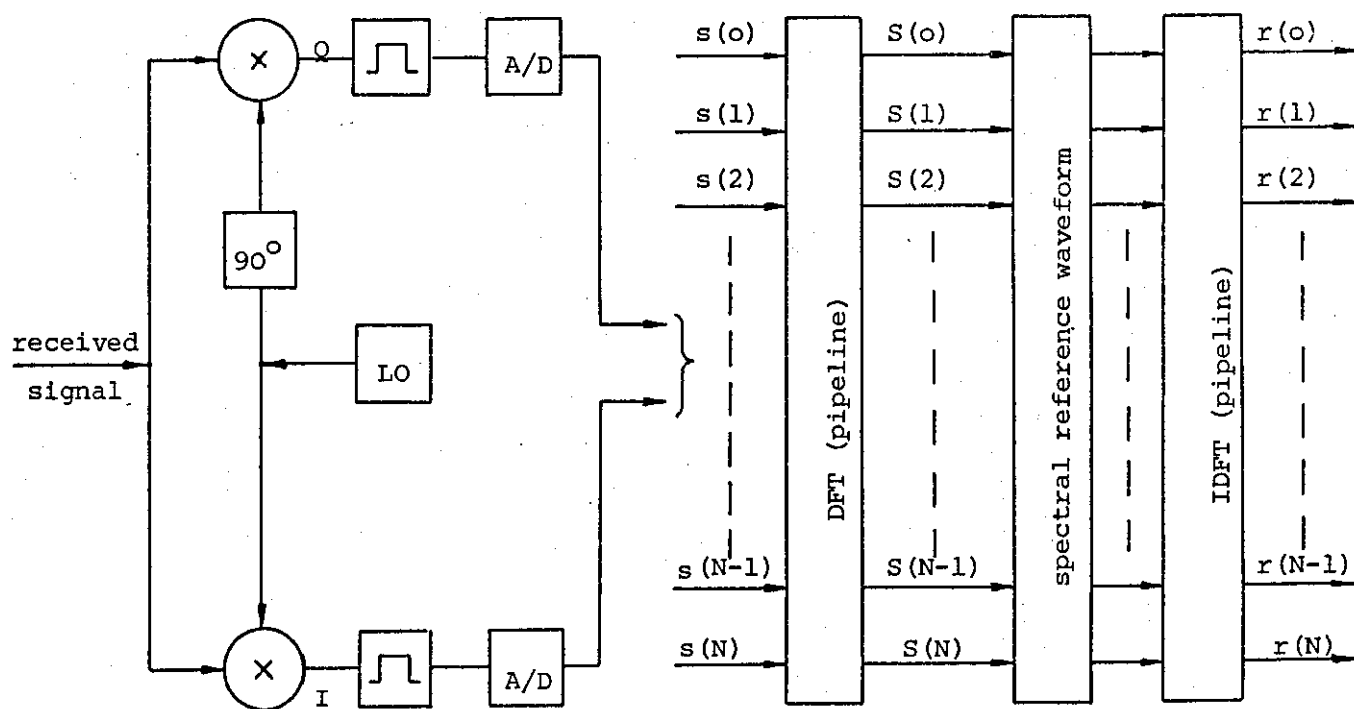 Q
A/D
90°
received
signal
LO
I
A/D
s(o)
s(1)
s(2)
s(N-1)
s(N)
DFT (pipeline)
S(o)
S(1)
S(2)
S(N-1)
S(N)
spectral reference waveform
IDFT (pipeline)
r(o)
r(1)
r(2)
r(N-1)
r(N)